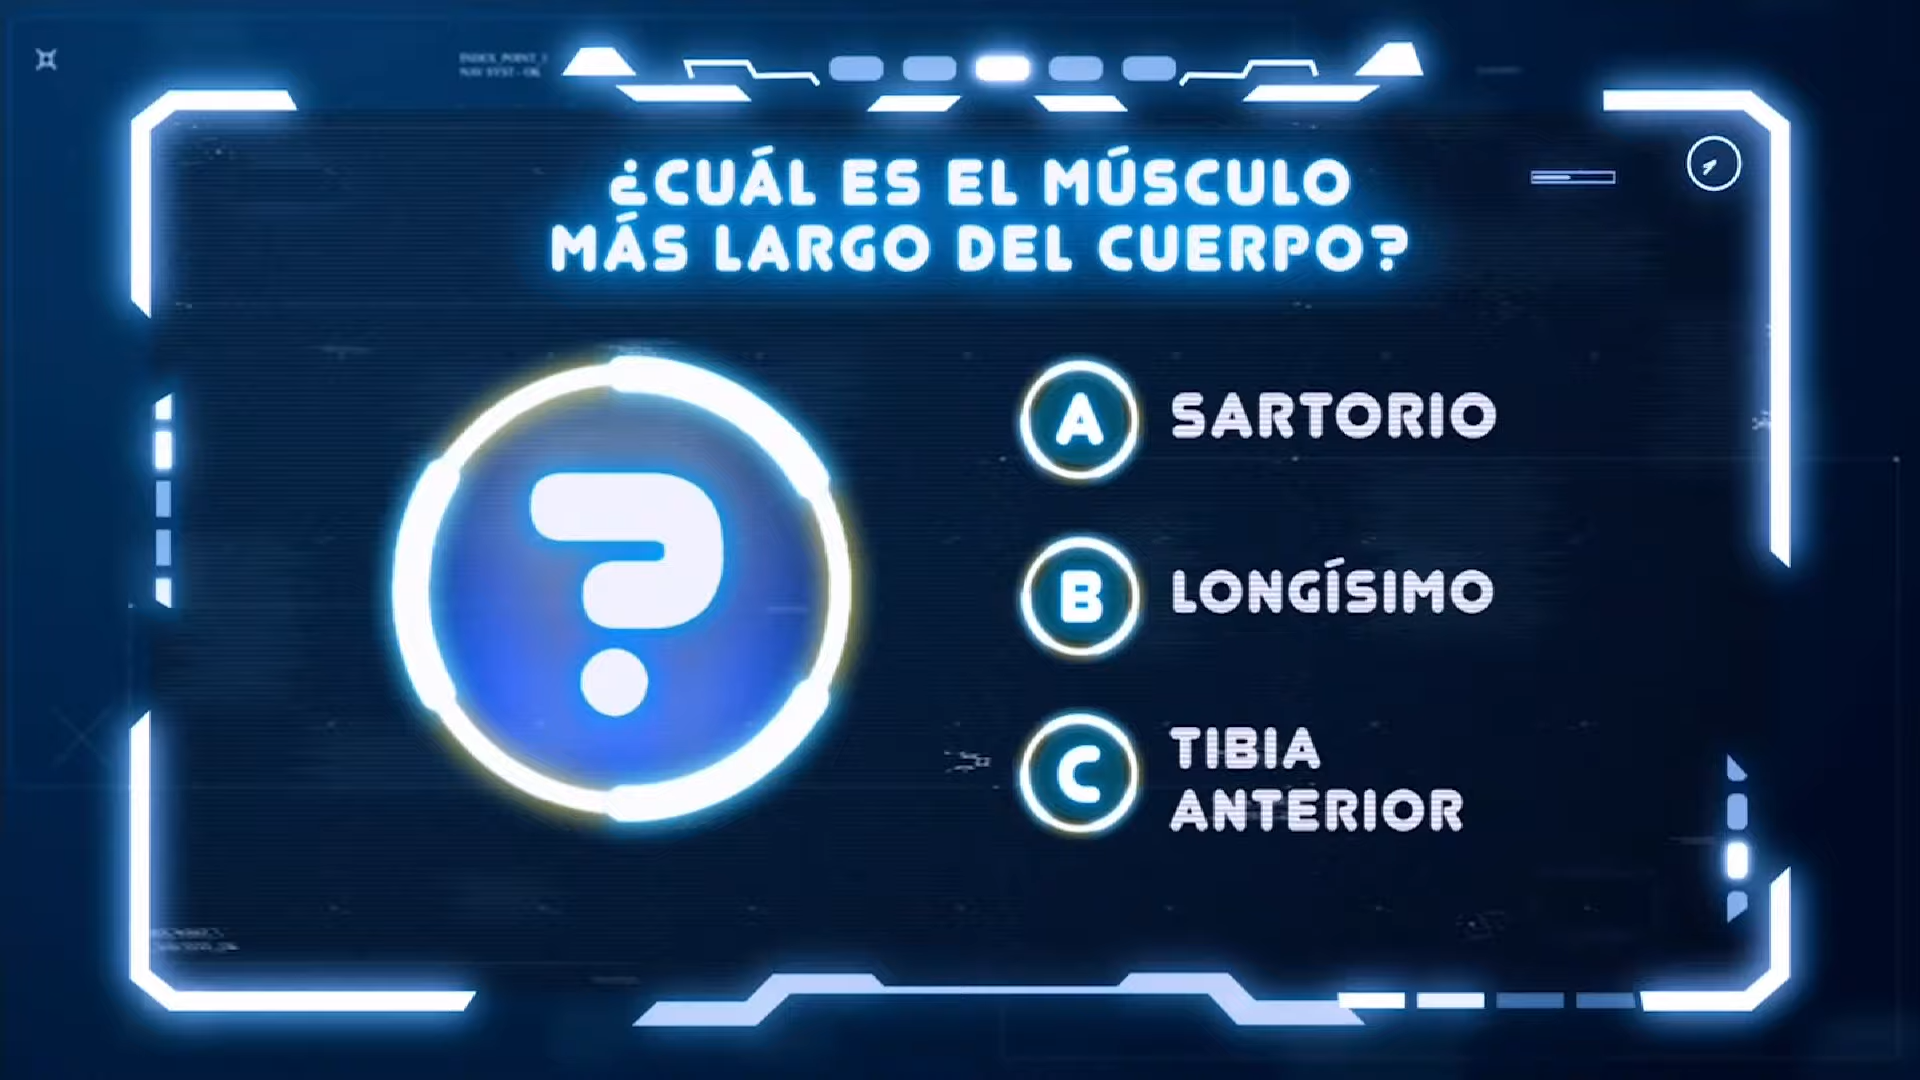 ¿CUÁL ES EL MÚSCULO
MÁS LARGO DEL CUERPO?
?
A SARTORIO
B LONGÍSIMO
C TIBIA
ANTERIOR